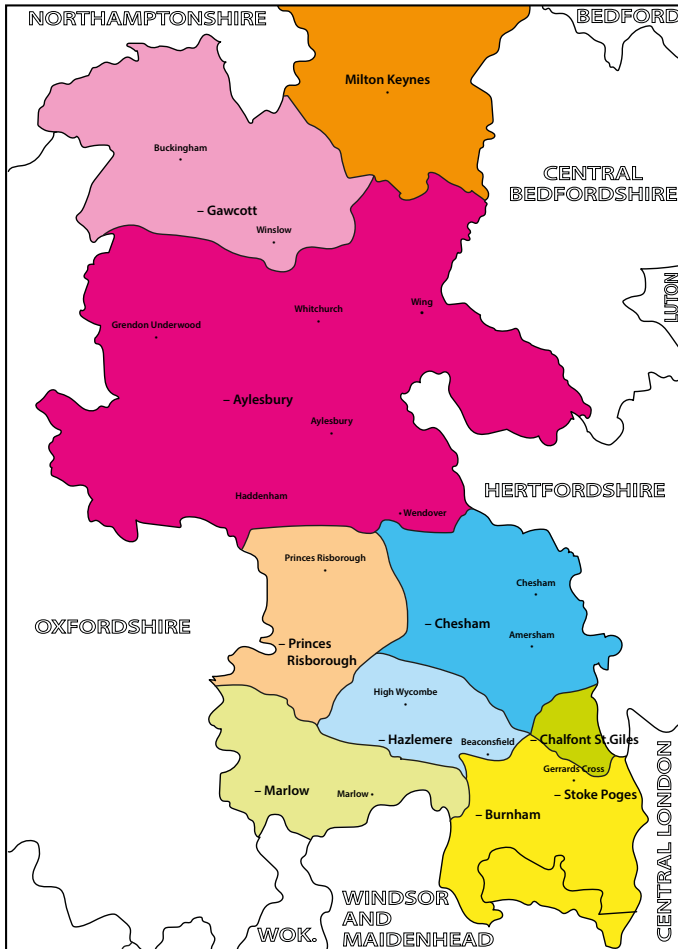 NORTHAMPTONSHIRE
BEDFORD
Milton Keynes
Buckingham
CENTRAL
BEDFORDSHIRE
– Gawcott
Winslow
LUTON
Whitchurch
Wing
Grendon Underwood
– Aylesbury
Aylesbury
Haddenham
HERTFORDSHIRE
Wendover
Princes Risborough
Chesham
OXFORDSHIRE
– Chesham
Amersham
– Princes
Risborough
High Wycombe
– Hazlemere
Beaconsfield
– Chalfont St.Giles
Gerrards Cross
– Marlow
Marlow
– Stoke Poges
– Burnham
CENTRAL LONDON
WINDSOR
AND
MAIDENHEAD
WOK.